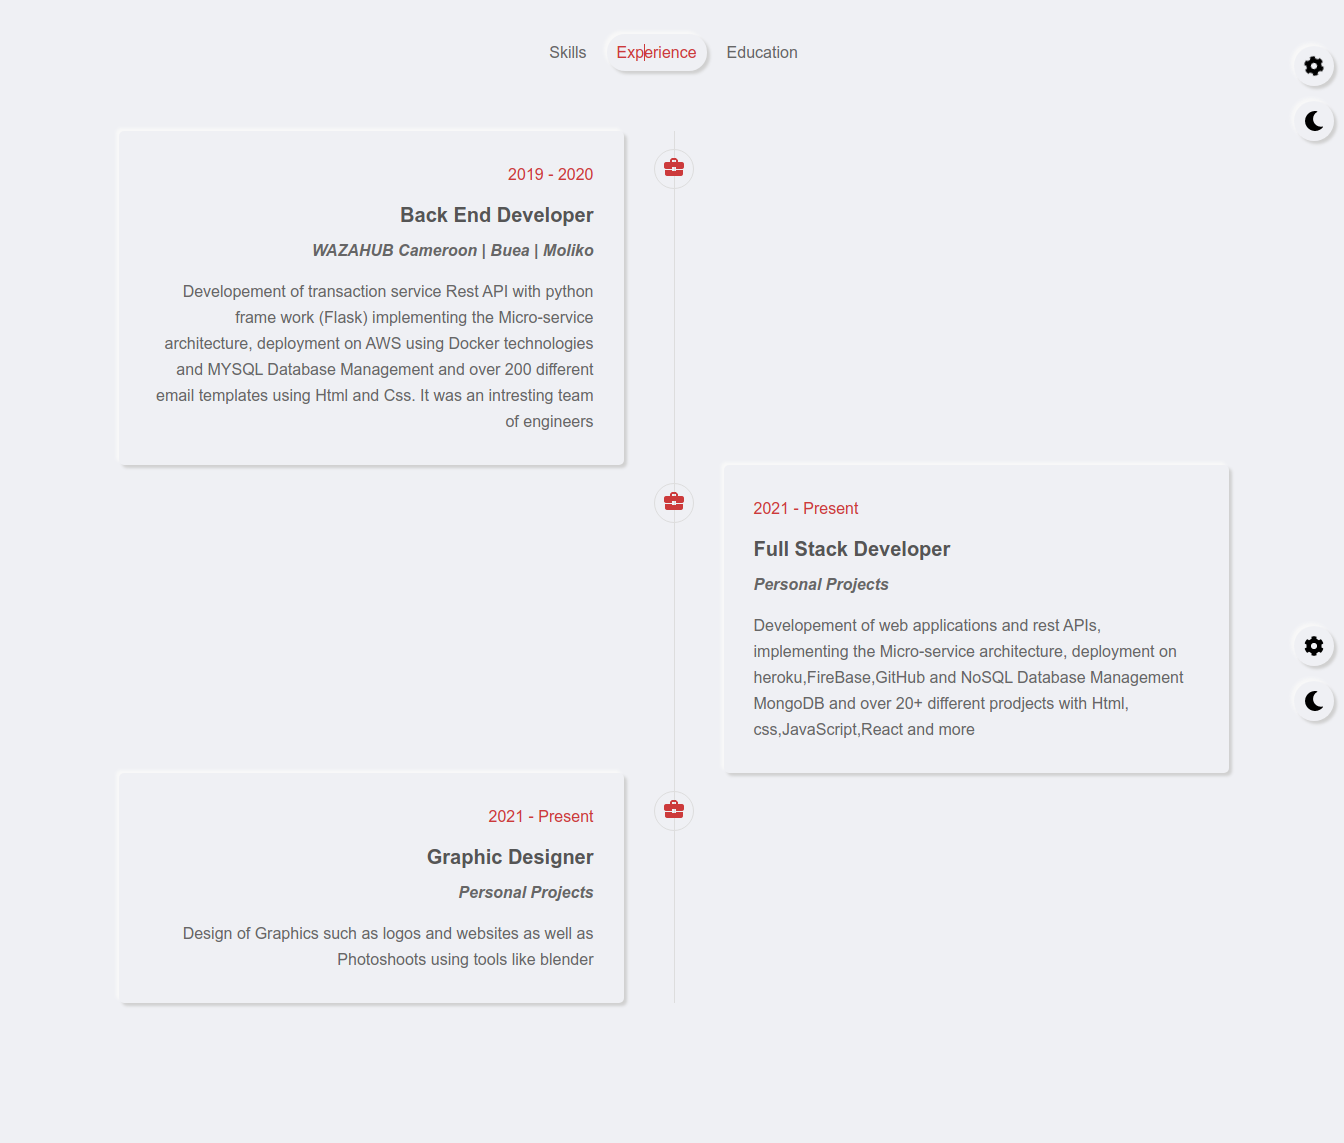 Skills
Experience
Education
2019 - 2020
Back End Developer
WAZAHUB Cameroon | Buea | Moliko
Developement of transaction service Rest API with python
frame work (Flask) implementing the Micro-service
architecture, deployment on AWS using Docker technologies
and MYSQL Database Management and over 200 different
email templates using Html and Css. It was an intresting team
of engineers
2021 - Present
Full Stack Developer
Personal Projects
Developement of web applications and rest APIs,
implementing the Micro-service architecture, deployment on
heroku,FireBase,GitHub and NoSQL Database Management
MongoDB and over 20+ different prodjects with Html,
css,JavaScript,React and more
2021 - Present
Graphic Designer
Personal Projects
Design of Graphics such as logos and websites as well as
Photoshoots using tools like blender